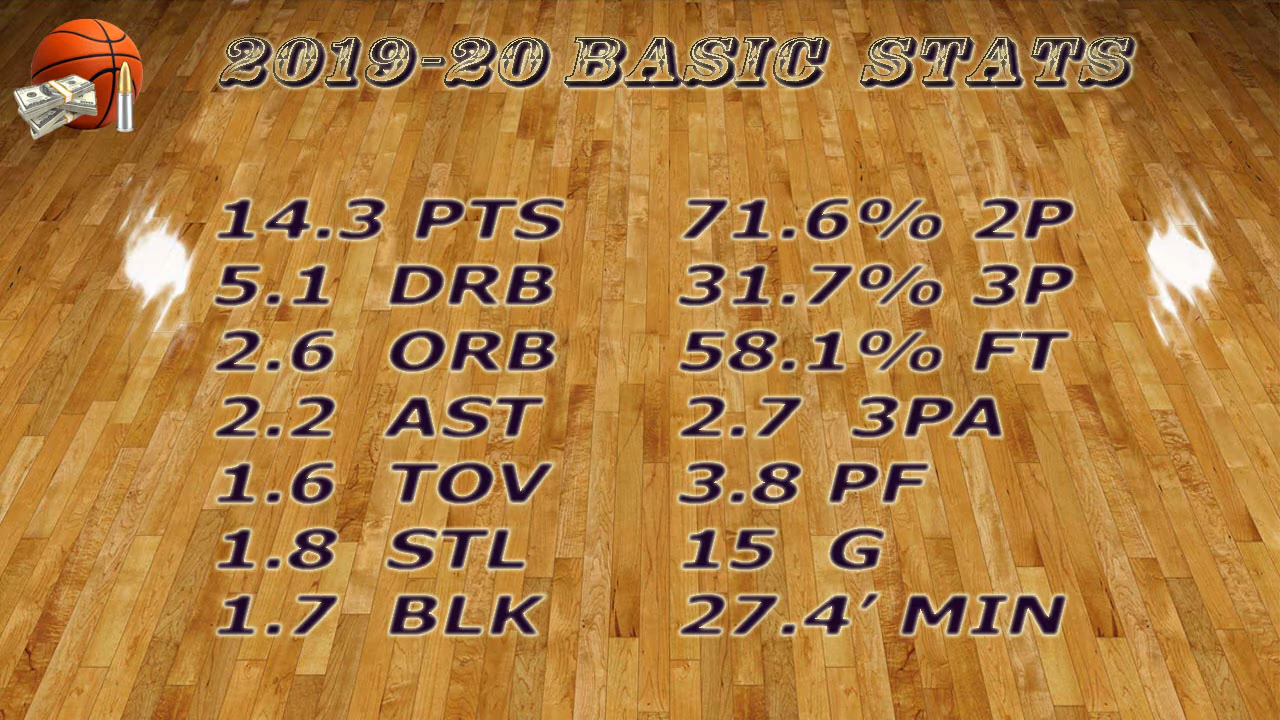 2019-20 BASIC STATS
14.3 PTS
5.1 DRB
2.6 ORB
2.2 AST
1.6 TOV
1.8 STL
1.7 BLK
71.6% 2P
31.7% 3P
58.1% FT
2.7 3PA
3.8 PF
15 G
27.4′ MIN